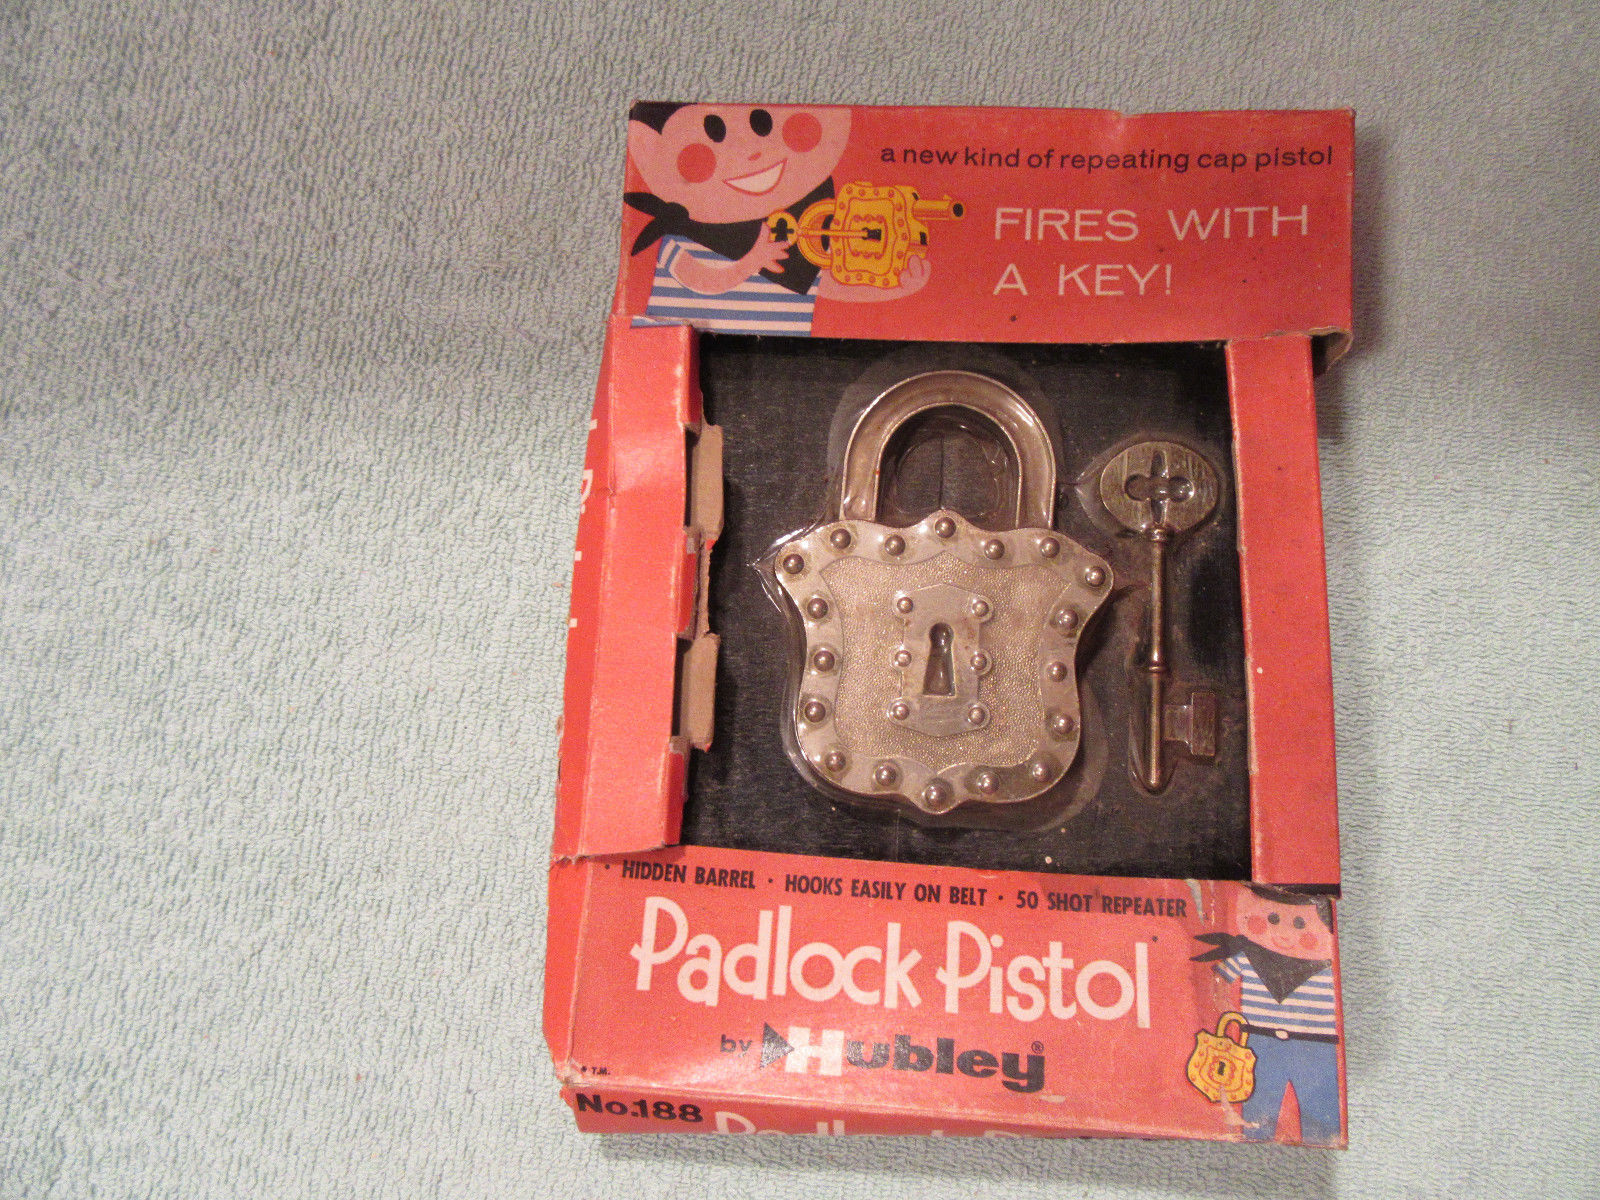 a new kind of repeating cap pistol
FIRES WITH
A KEY!
• HIDDEN BARREL • HOOKS EASILY ON BELT • 50 SHOT REPEATER
Padlock Pistol
by Hubley®
T.M.
No.188